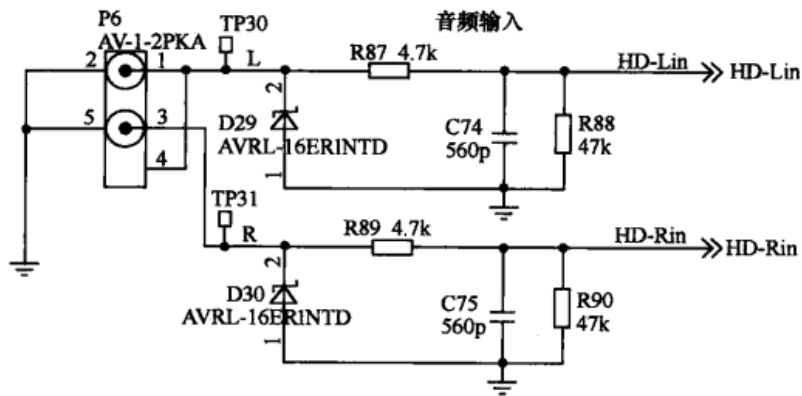 P6
AV-1-2PKA
TP30
音频输入
2
1
L
R87 4.7k
HD-Lin
HD-Lin
2
5
3
D29
AVRL-16ER1NTD
C74
560p
R88
47k
4
1
TP31
R
R89 4.7k
HD-Rin
HD-Rin
2
D30
AVRL-16ER1NTD
C75
560p
R90
47k
1